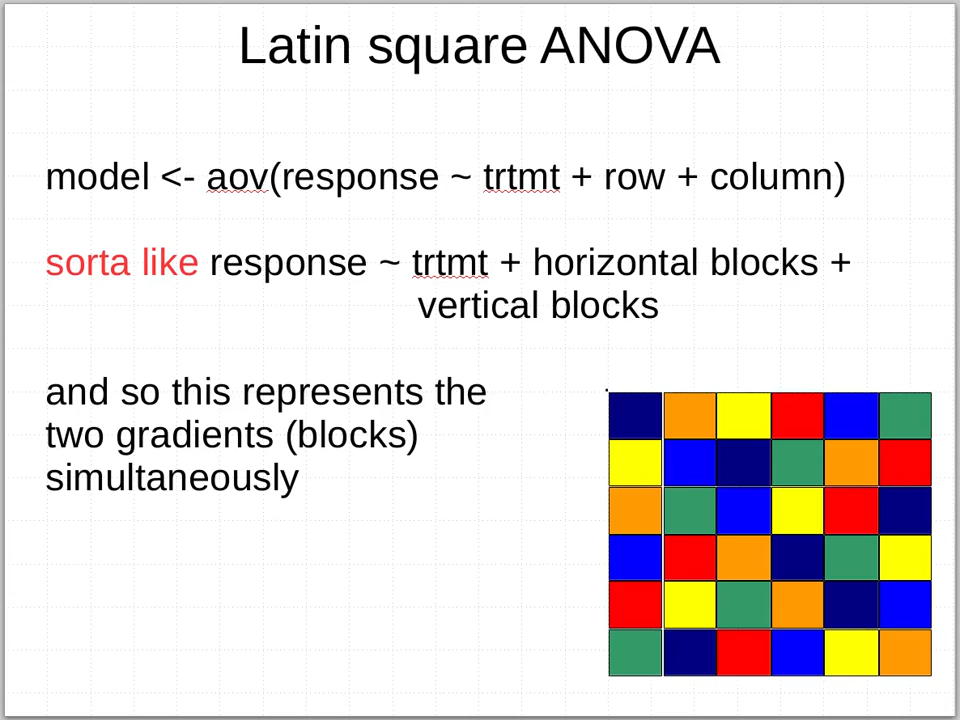 Latin square ANOVA
model <- aov(response ~ trtmt + row + column)
sorta like response ~ trtmt + horizontal blocks +
vertical blocks
and so this represents the
two gradients (blocks)
simultaneously